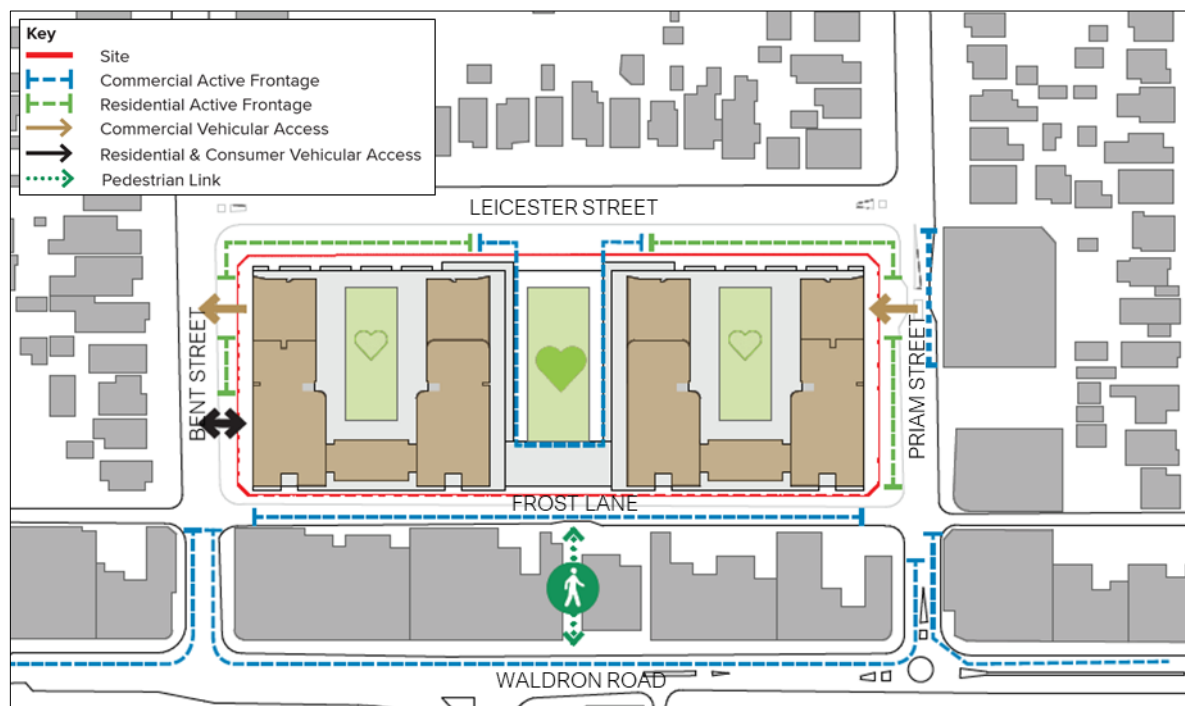 Key
Site
Commercial Active Frontage
Residential Active Frontage
Commercial Vehicular Access
Residential & Consumer Vehicular Access
Pedestrian Link
LEICESTER STREET
BENT STREET
PRIAM STREET
FROST LANE
WALDRON ROAD